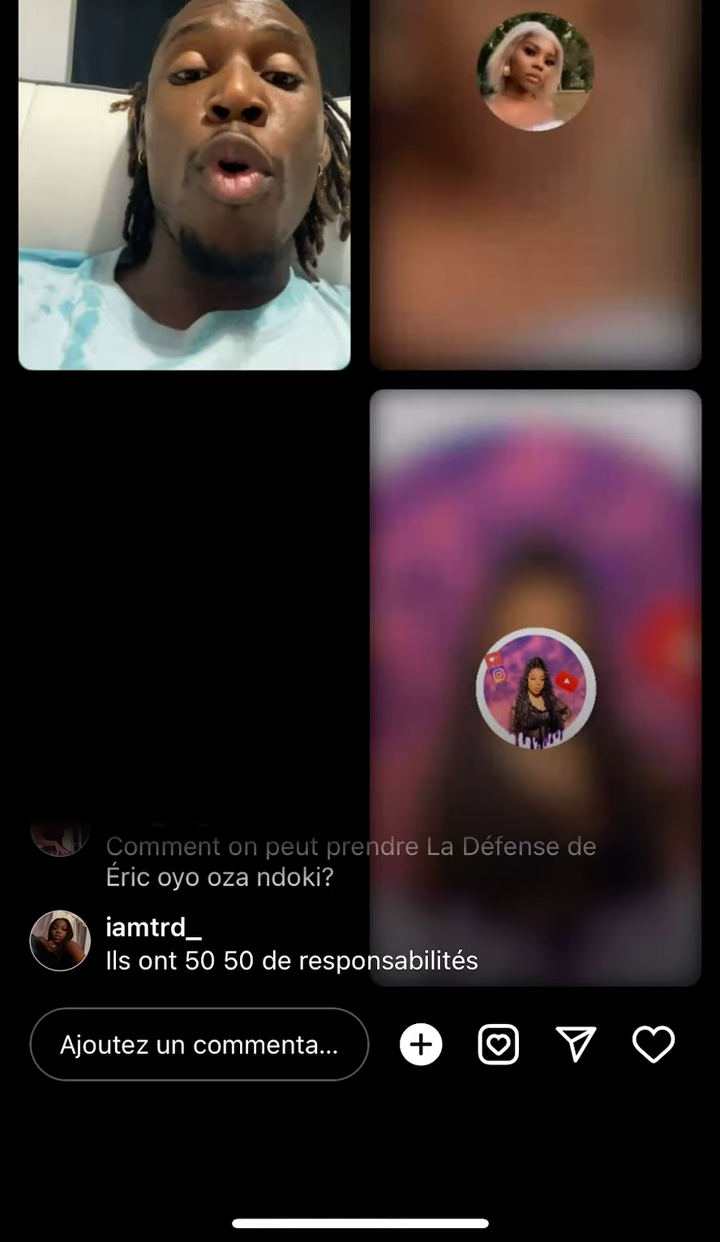 Comment on peut prendre La Défense de
Éric oyo oza ndoki?
iamtrd_
Ils ont 50 50 de responsabilités
Ajoutez un commenta...